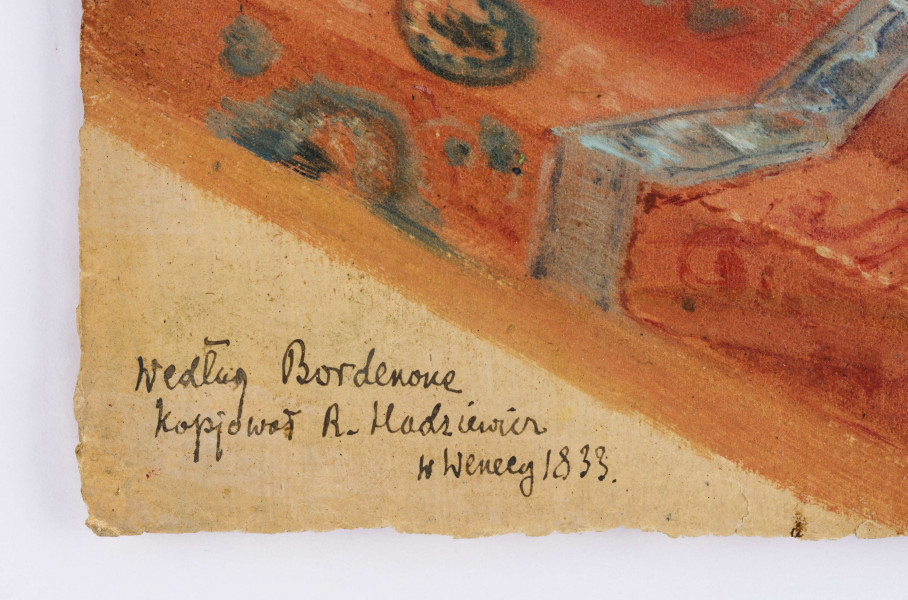 Według Bordenone
Kopjował R. Hadziewicz
w Wenecy 1833.